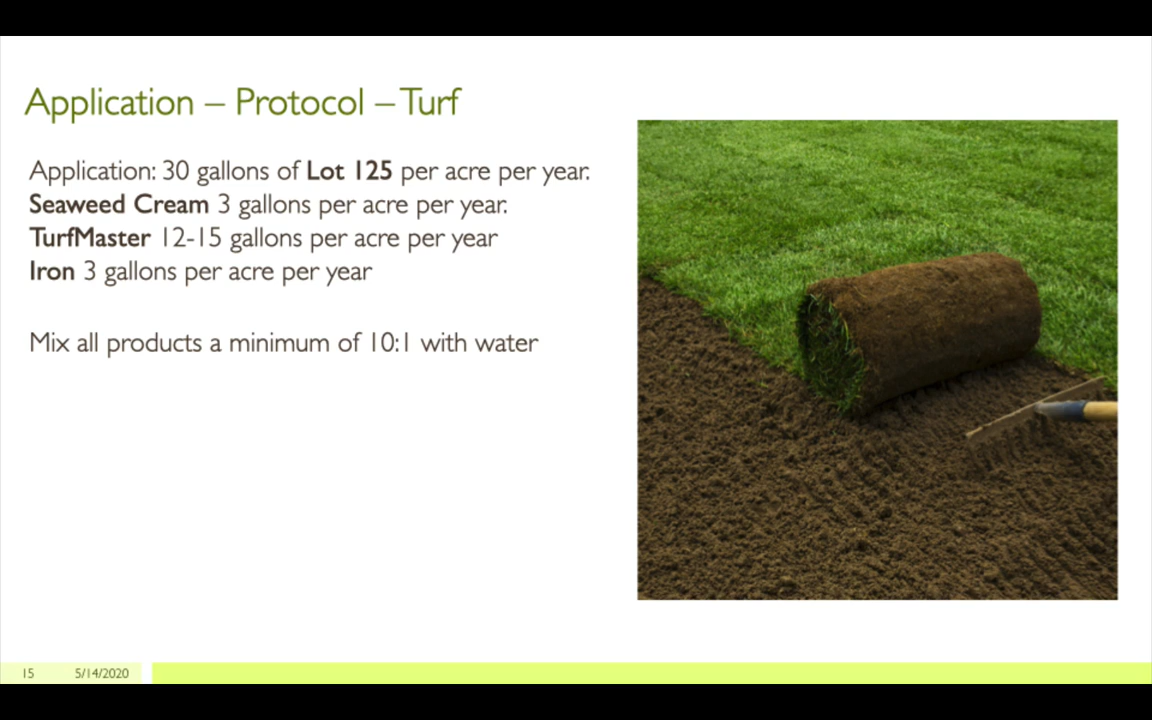 Application – Protocol – Turf
Application: 30 gallons of Lot 125 per acre per year.
Seaweed Cream 3 gallons per acre per year.
TurfMaster 12-15 gallons per acre per year
Iron 3 gallons per acre per year
Mix all products a minimum of 10:1 with water
15 5/14/2020